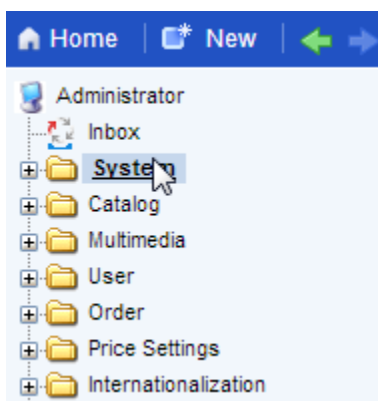 Home New
Administrator
Inbox
System
Catalog
Multimedia
User
Order
Price Settings
Internationalization